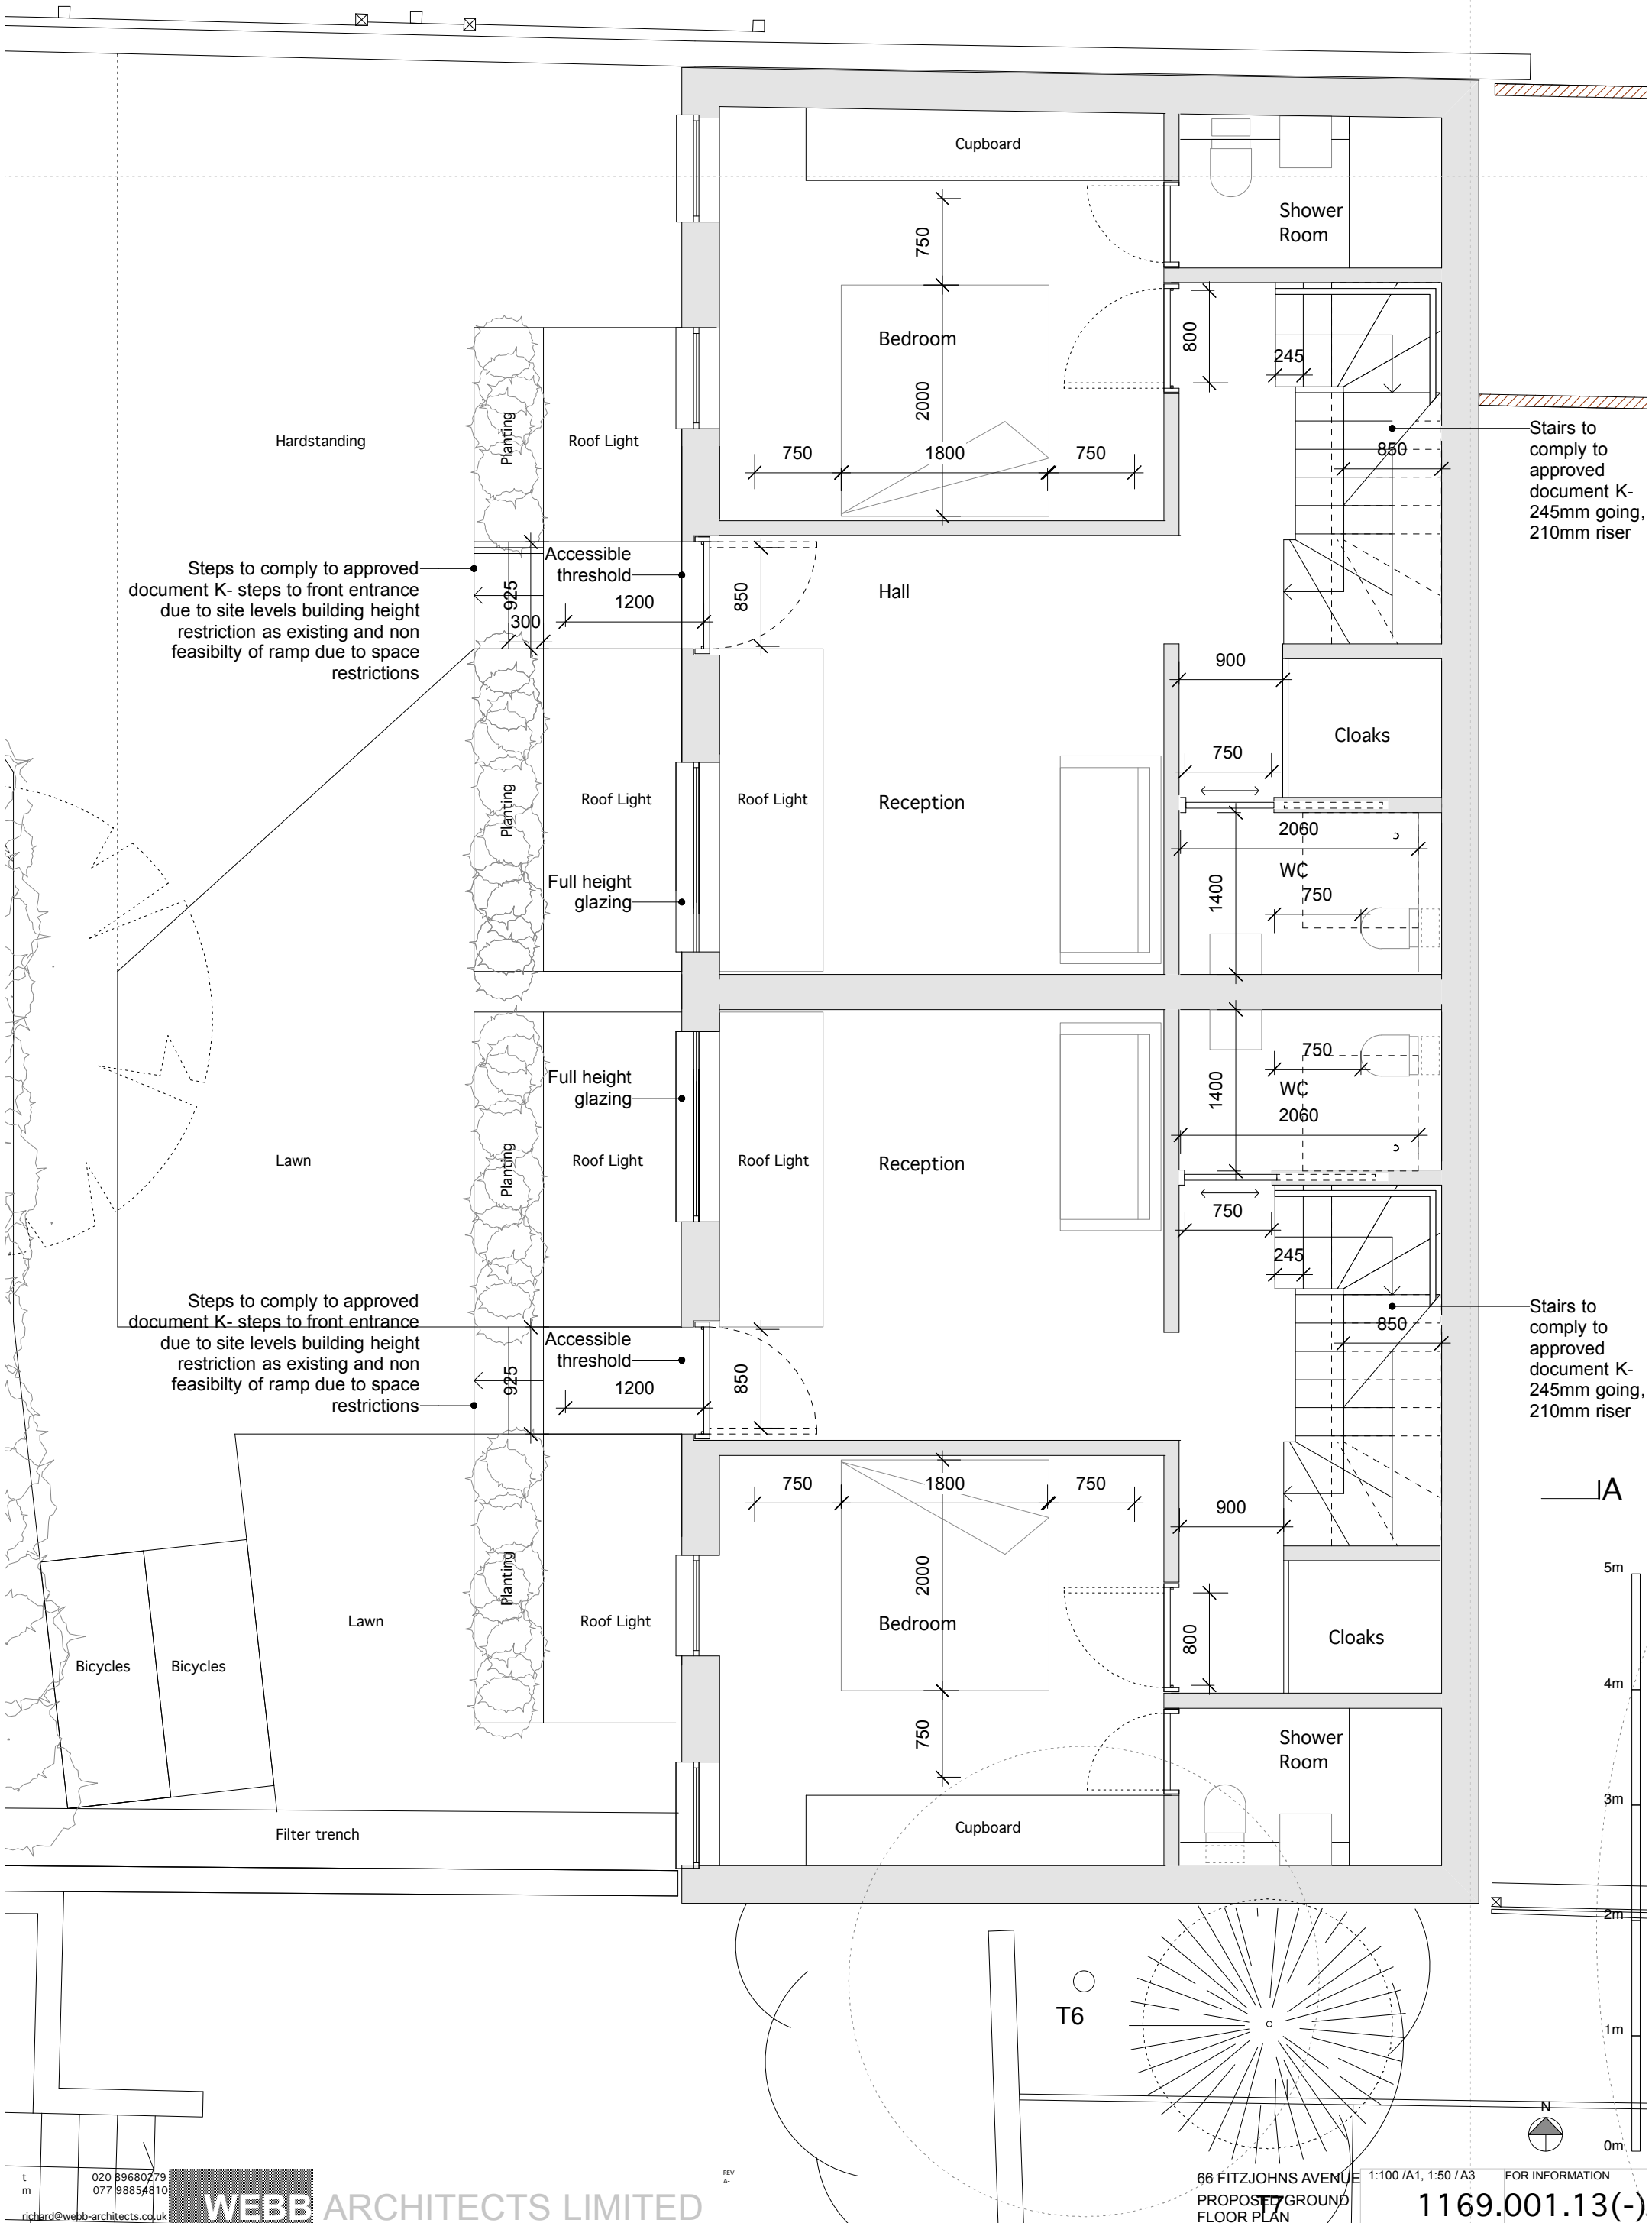 Cupboard
Shower
Room
750
Bedroom
800
245
2000
Hardstanding
Planting
Roof Light
750
1800
750
850
Stairs to
comply to
approved
document K-
245mm going,
210mm riser
Steps to comply to approved
document K- steps to front entrance
due to site levels building height
restriction as existing and non
feasibilty of ramp due to space
restrictions
Accessible
threshold
925
300
1200
850
Hall
900
Cloaks
750
Planting
Roof Light
Roof Light
Reception
2060
WC
750
1400
Full height
glazing
Full height
glazing
750
WC
2060
1400
Lawn
Planting
Roof Light
Roof Light
Reception
750
245
Steps to comply to approved
document K- steps to front entrance
due to site levels building height
restriction as existing and non
feasibilty of ramp due to space
restrictions
Accessible
threshold
925
1200
850
850
Stairs to
comply to
approved
document K-
245mm going,
210mm riser
750
1800
750
900
A
2000
Planting
Lawn
Roof Light
Bedroom
800
Cloaks
Bicycles
Bicycles
750
Shower
Room
Cupboard
Filter trench
5m
4m
3m
2m
1m
0m
T6
N
t 020 89680279
m 077 98854810
richard@webb-architects.co.uk
WEBB ARCHITECTS LIMITED
REV
A-
66 FITZJOHNS AVENUE
PROPOSED GROUND
FLOOR PLAN
T7
1:100 /A1, 1:50 / A3
FOR INFORMATION
1169.001.13(-)